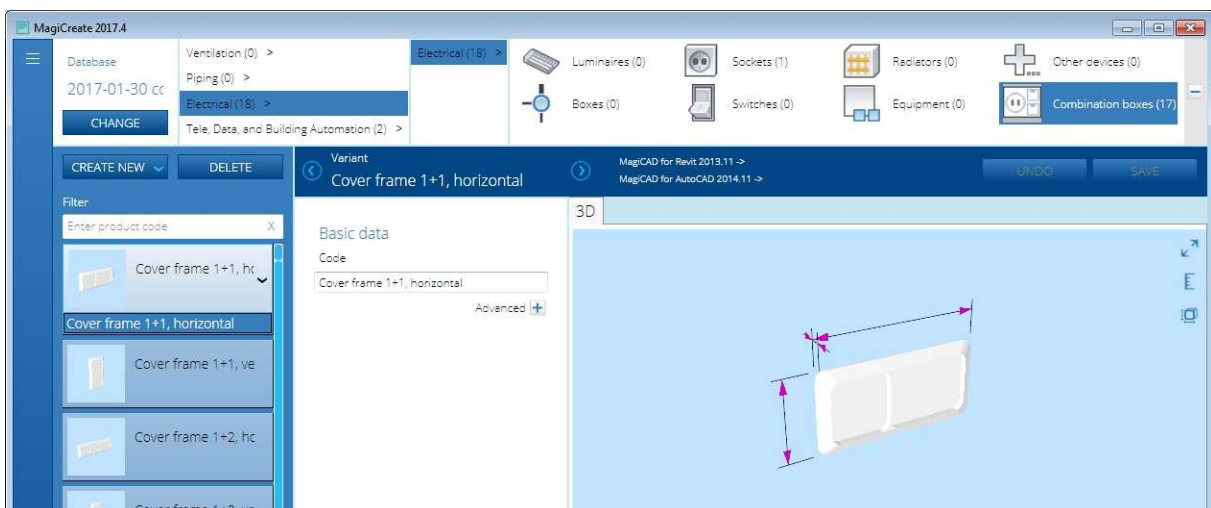 MagiCreate 2017.4
Database
2017-01-30 cc
CHANGE
Ventilation (0) >
Piping (0) >
Electrical (18) >
Tele, Data, and Building Automation (2) >
Electrical (18) >
Luminaires (0)
Sockets (1)
Radiators (0)
Other devices (0)
Boxes (0)
Switches (0)
Equipment (0)
Combination boxes (17)
CREATE NEW
DELETE
Variant
Cover frame 1+1, horizontal
MagiCAD for Revit 2013.11 ->
MagiCAD for AutoCAD 2014.11 ->
UNDO
SAVE
Filter
Enter product code X
Cover frame 1+1, hc
Cover frame 1+1, horizontal
Cover frame 1+1, ve
Cover frame 1+2, hc
Basic data
Code
Cover frame 1+1, horizontal
Advanced +
3D